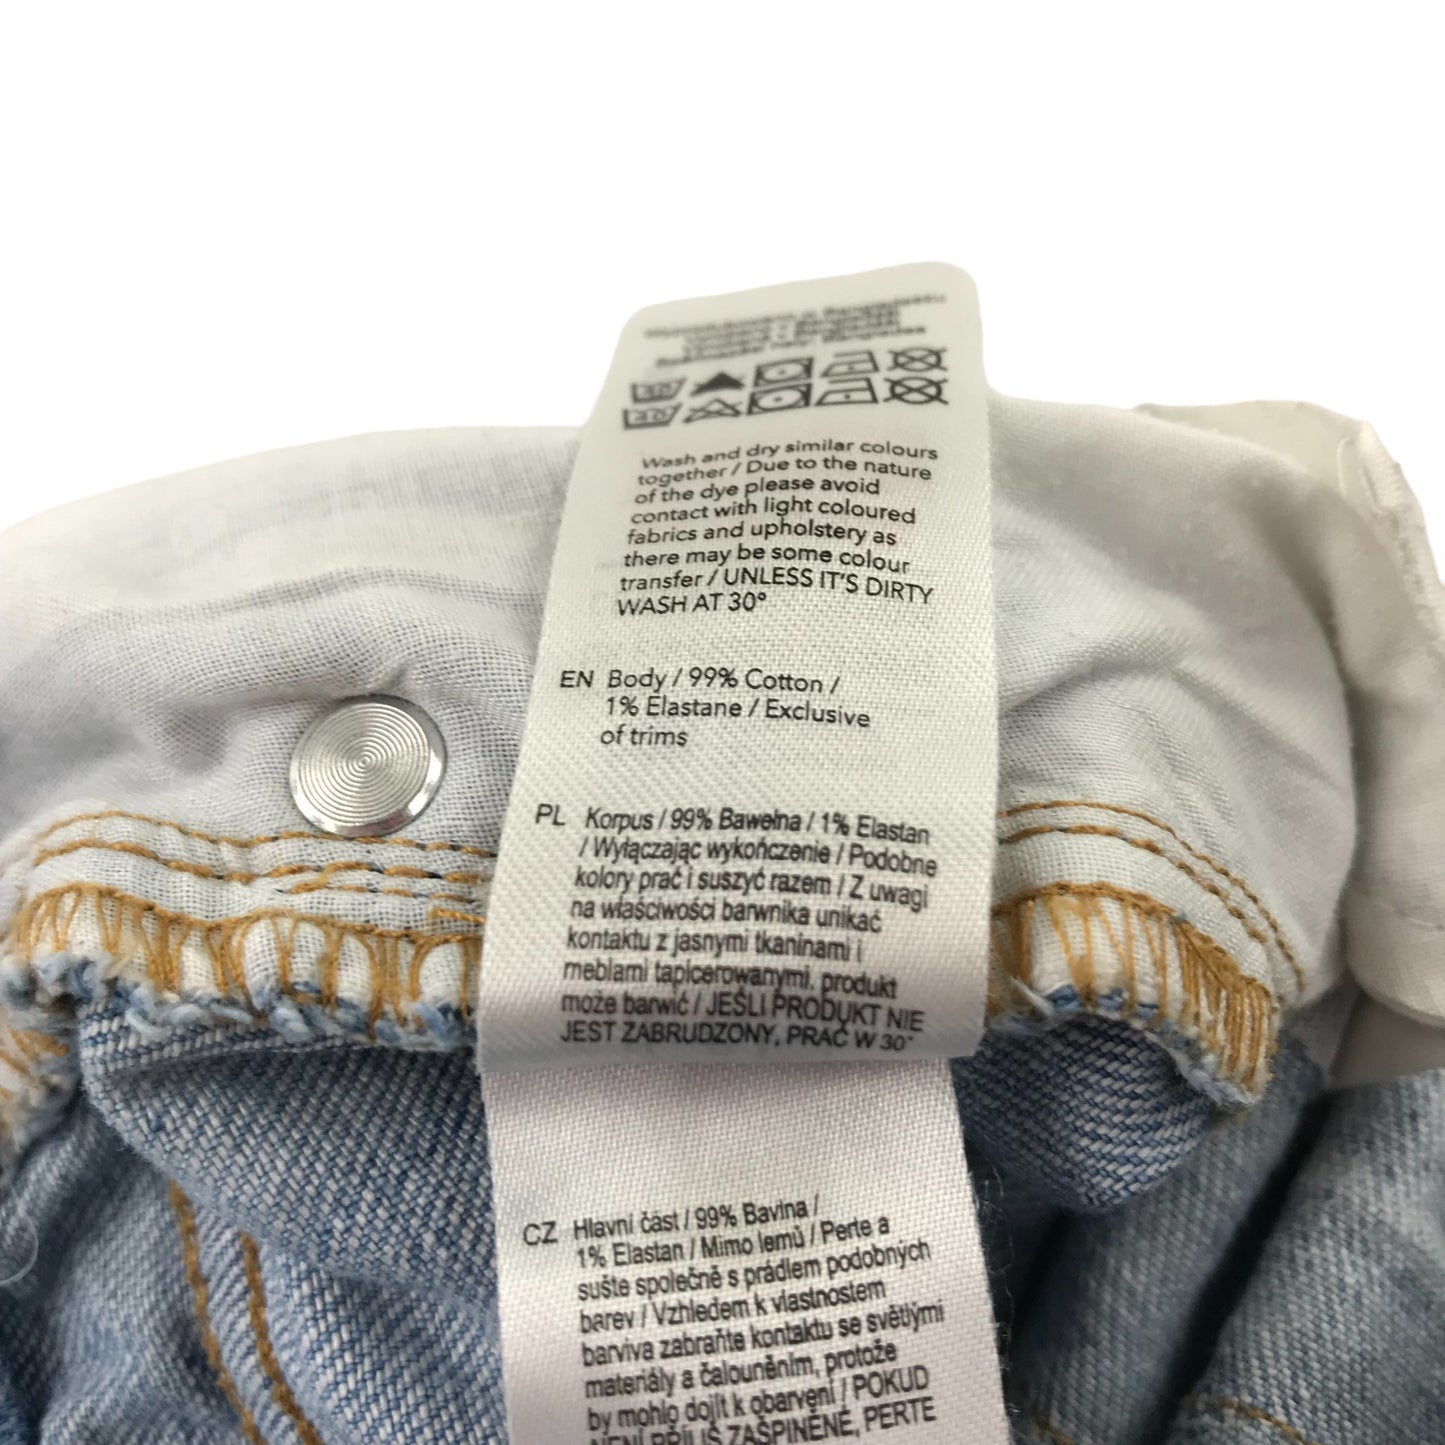 40
40
Wash and dry similar colours
together / Due to the nature
of the dye please avoid
contact with light coloured
fabrics and upholstery as
there may be some colour
transfer / UNLESS IT'S DIRTY
WASH AT 30°
EN Body / 99% Cotton /
1% Elastane / Exclusive
of trims
PL Korpus / 99% Bawełna / 1% Elastan
/ Wyłączając wykończenie / Podobne
kolory prać i suszyć razem / Z uwagi
na właściwości barwnika unikać
kontaktu z jasnymi tkaninami i
meblami tapicerowanymi, produkt
może barwić / JEŚLI PRODUKT NIE
JEST ZABRUDZONY, PRAĆ W 30°
CZ Hlavní část / 99% Bavlna /
1% Elastan / Mimo lemů / Perte a
sušte společně s prádlem podobných
barev / Vzhledem k vlastnostem
barviva zabraňte kontaktu se světlými
materiály a čalouněním, protože
by mohlo dojít k obarvení / POKUD
NENÍ PŘÍLIŠ ZAŠPINĚNÉ, PERTE